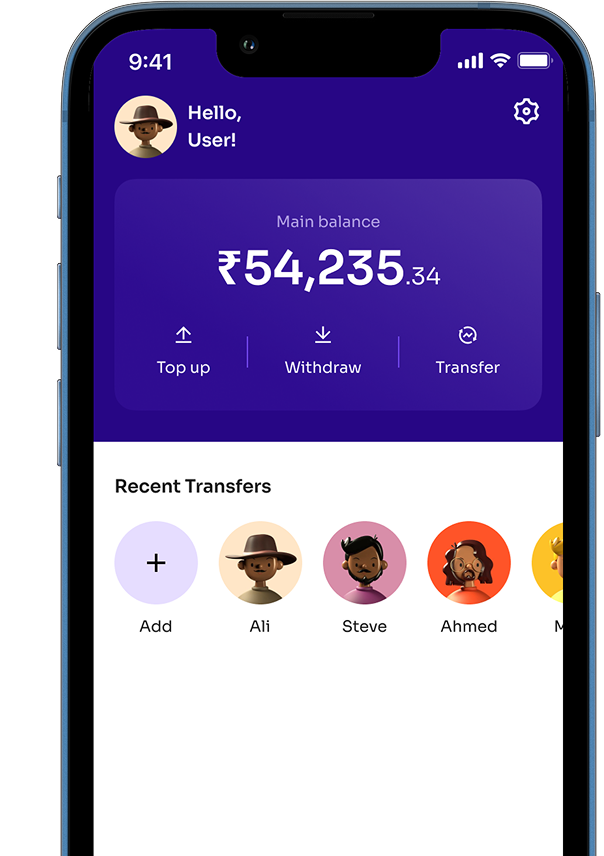 9:41
Hello,
User!
Main balance
₹54,235.34
Top up
Withdraw
Transfer
Recent Transfers
Add
Ali
Steve
Ahmed